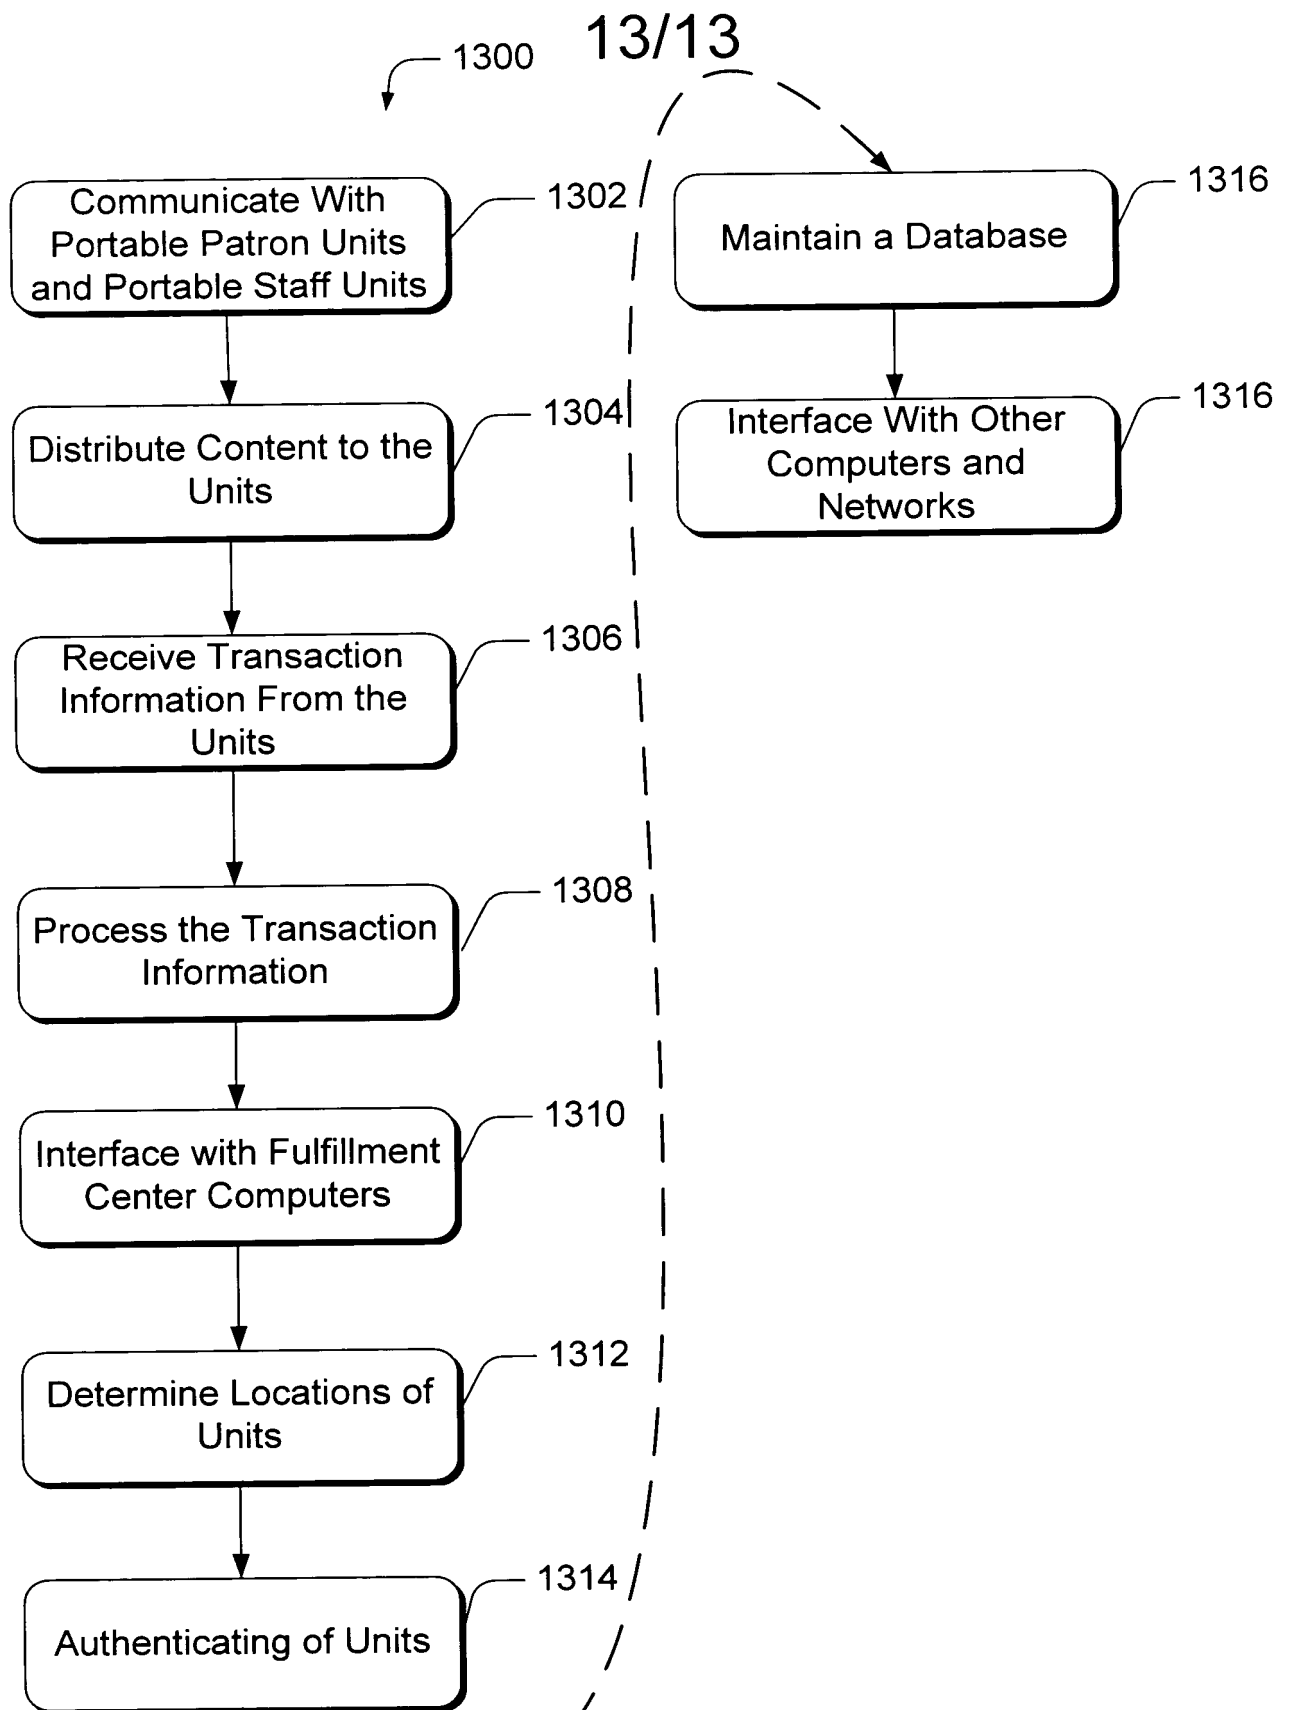 13/13
1300
Communicate With
Portable Patron Units
and Portable Staff Units
1302
Distribute Content to the
Units
1304
Receive Transaction
Information From the
Units
1306
Process the Transaction
Information
1308
Interface with Fulfillment
Center Computers
1310
Determine Locations of
Units
1312
Authenticating of Units
1314
Maintain a Database
1316
Interface With Other
Computers and
Networks
1316